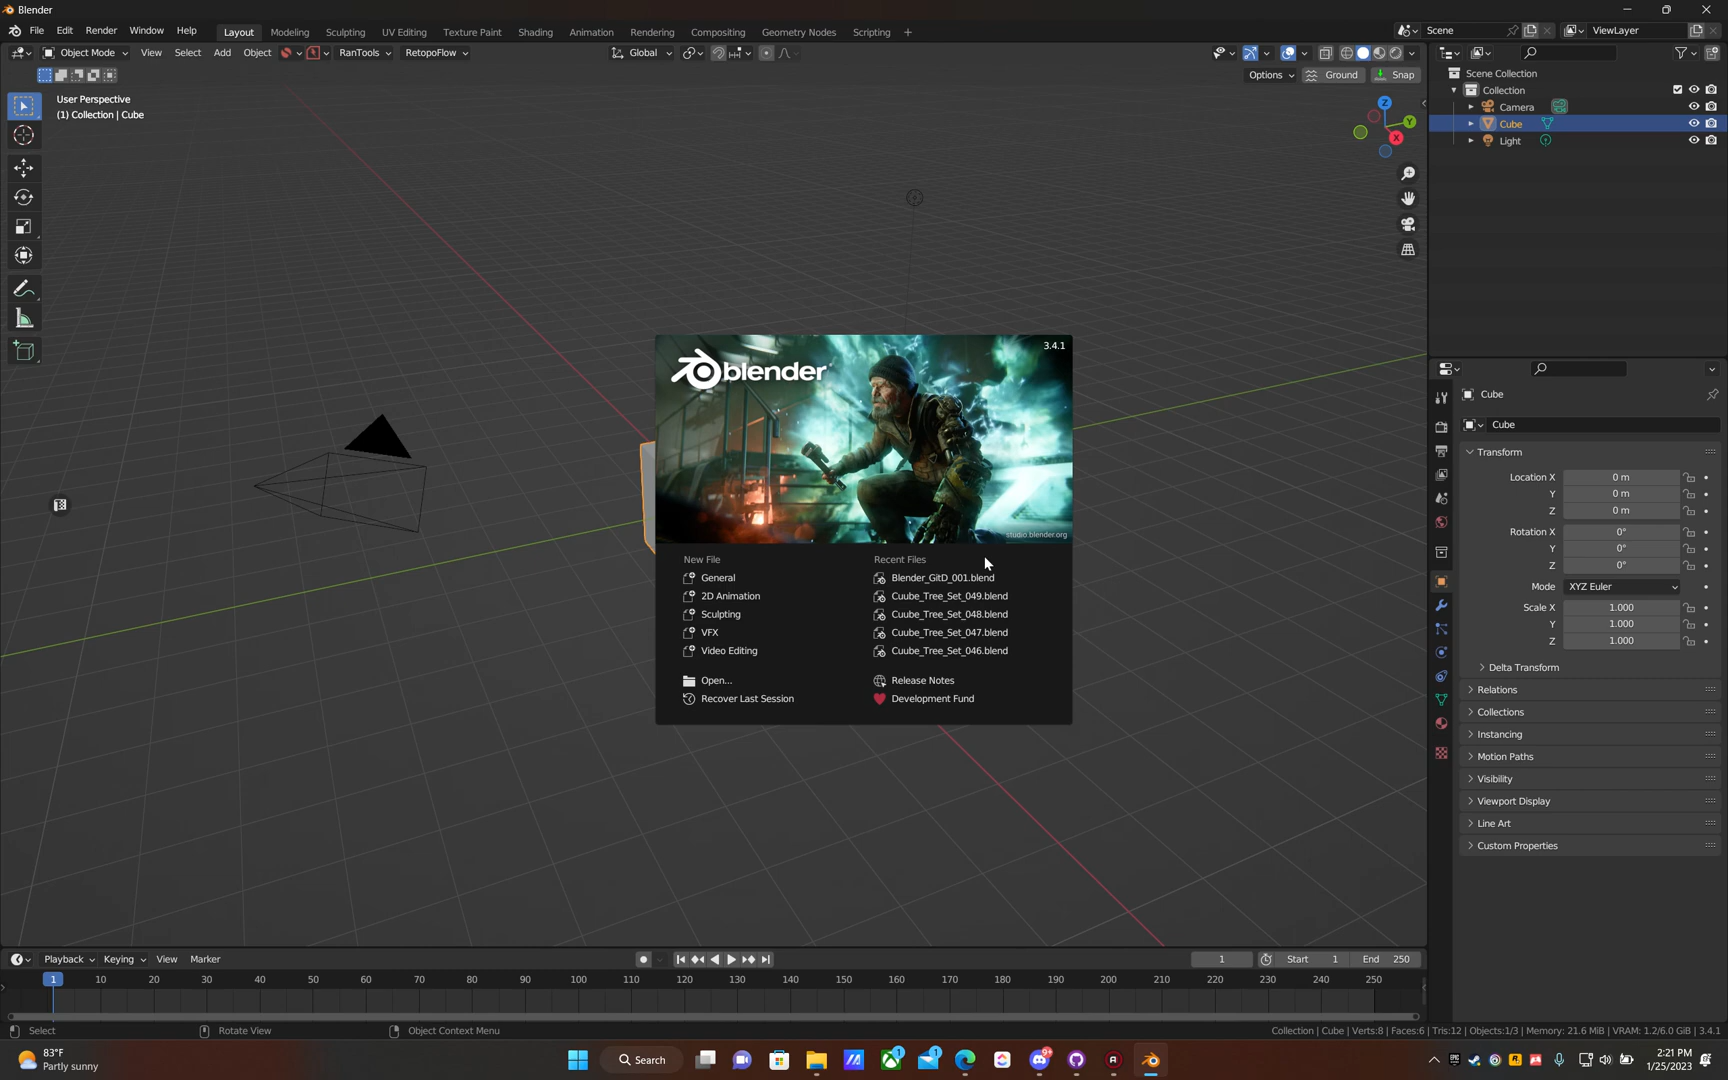 Blender
File Edit Render Window Help Layout Modeling Sculpting UV Editing Texture Paint Shading Animation Rendering Compositing Geometry Nodes Scripting + Scene ViewLayer
Object Mode View Select Add Object RanTools RetopoFlow Global
Options Ground Snap
User Perspective
(1) Collection | Cube
Z
Y
X
Scene Collection
Collection
Camera
Cube
Light
Cube
Cube
Transform
Location X 0 m
Y 0 m
Z 0 m
Rotation X 0°
Y 0°
Z 0°
Mode XYZ Euler
Scale X 1.000
Y 1.000
Z 1.000
Delta Transform
Relations
Collections
Instancing
Motion Paths
Visibility
Viewport Display
Line Art
Custom Properties
3.4.1
blender
studio.blender.org
New File
General
2D Animation
Sculpting
VFX
Video Editing
Open...
Recover Last Session
Recent Files
Blender_GitD_001.blend
Cuube_Tree_Set_049.blend
Cuube_Tree_Set_048.blend
Cuube_Tree_Set_047.blend
Cuube_Tree_Set_046.blend
Release Notes
Development Fund
Playback Keying View Marker 1 Start 1 End 250
1 10 20 30 40 50 60 70 80 90 100 110 120 130 140 150 160 170 180 190 200 210 220 230 240 250
Select Rotate View Object Context Menu Collection | Cube | Verts:8 | Faces:6 | Tris:12 | Objects:1/3 | Memory: 21.6 MiB | VRAM: 1.2/6.0 GiB | 3.4.1
83°F
Partly sunny
Search
1
1
9+
2:21 PM
1/25/2023